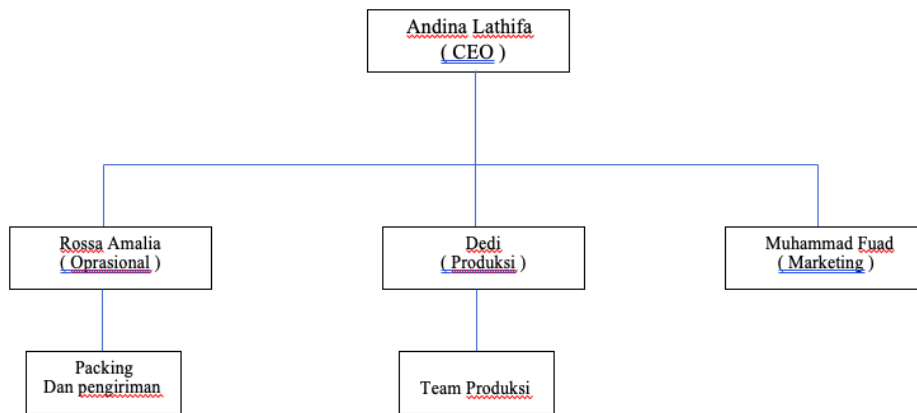 Andina Lathifa
( CEO )
Rossa Amalia
( Oprasional )
Dedi
( Produksi )
Muhammad Fuad
( Marketing )
Packing
Dan pengiriman
Team Produksi